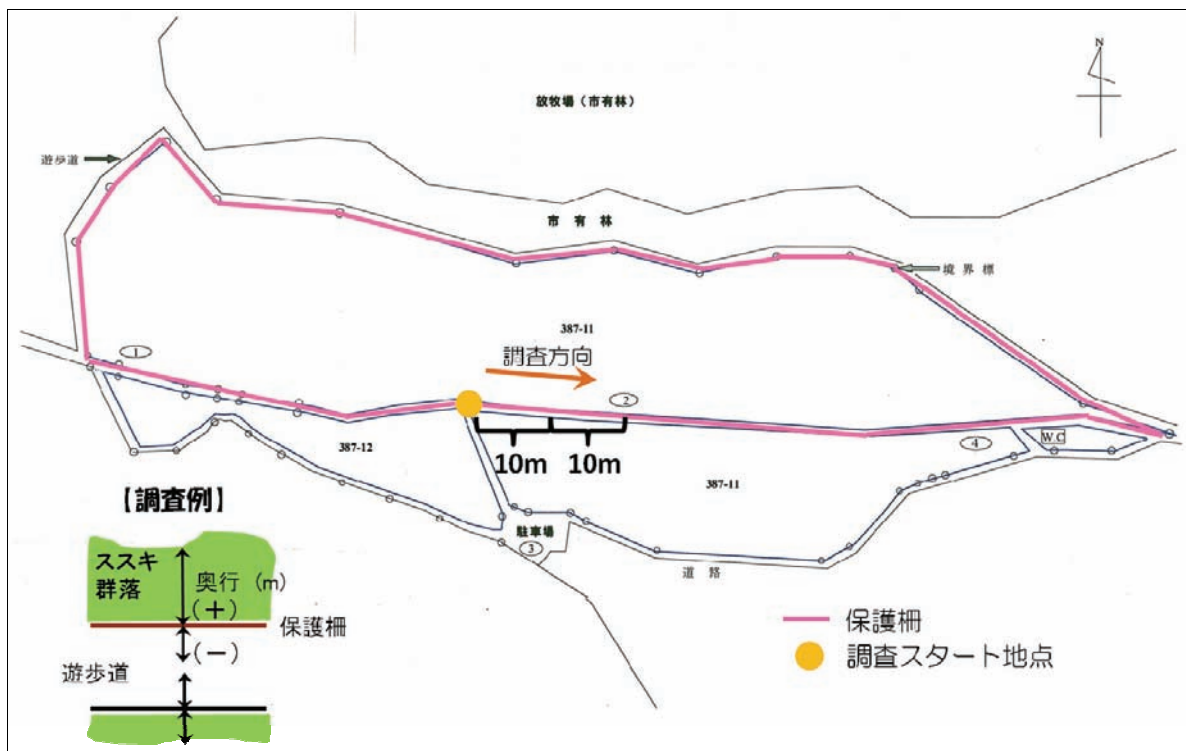 放牧場（市有林）
N
遊歩道
市有林
境界標
387-11
調査方向
①
②
10m
10m
387-12
④
WC
387-11
【調査例】
駐車場
③
道路
ススキ
群落
奥行（m）
（＋）
保護柵
（－）
遊歩道
保護柵
調査スタート地点